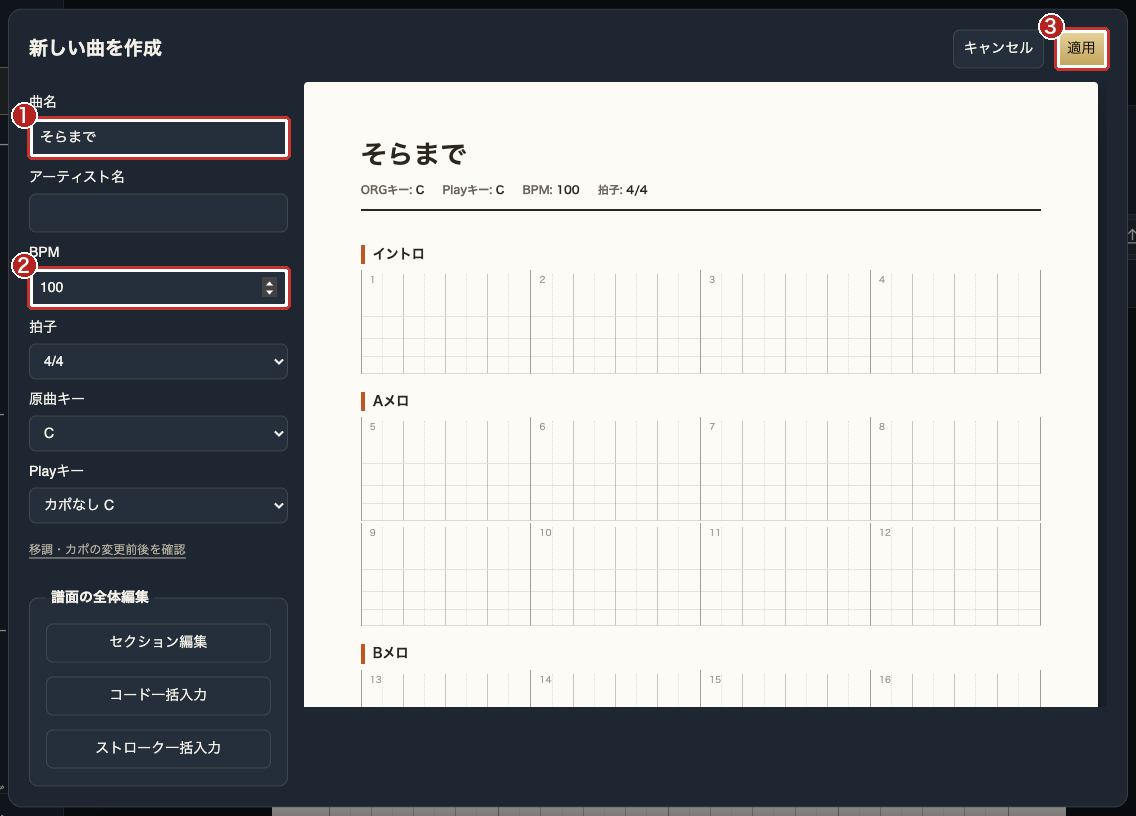 新しい曲を作成
キャンセル
3
適用
曲名
1
そらまで
アーティスト名
BPM
2
100
拍子
4/4
原曲キー
C
Playキー
カポなし C
移調・カポの変更前後を確認
譜面の全体編集
セクション編集
コード一括入力
ストローク一括入力
そらまで
ORGキー: C Playキー: C BPM: 100 拍子: 4/4
イントロ
1 2 3 4
Aメロ
5 6 7 8
9 10 11 12
Bメロ
13 14 15 16